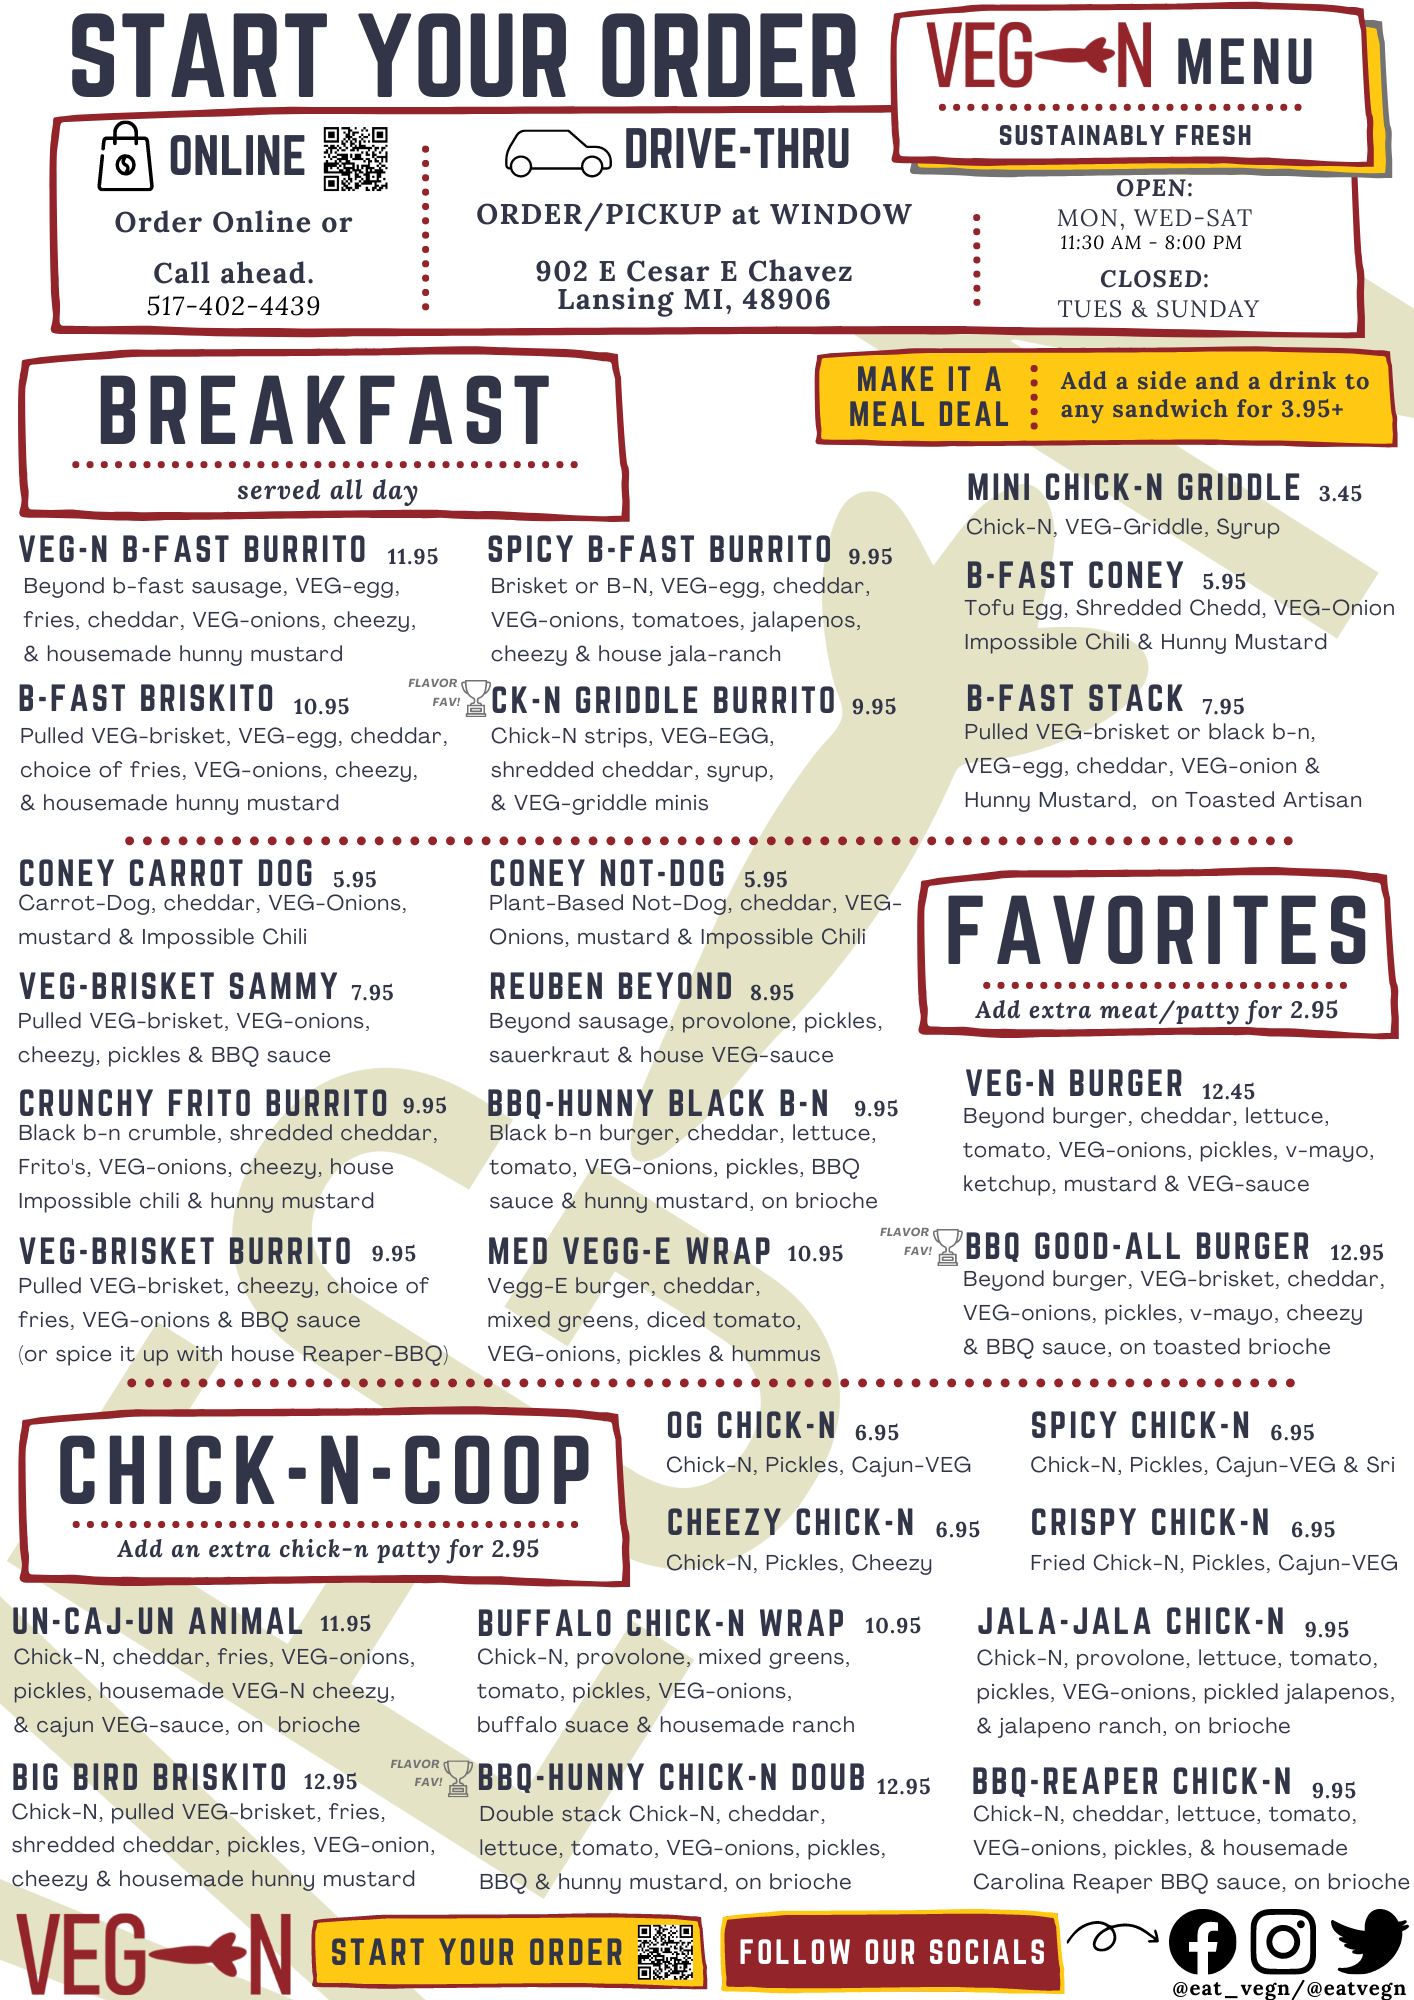 START YOUR ORDER
VEG N MENU
SUSTAINABLY FRESH
ONLINE
Order Online or
Call ahead.
517-402-4439
DRIVE-THRU
ORDER/PICKUP at WINDOW
902 E Cesar E Chavez
Lansing MI, 48906
OPEN:
MON, WED-SAT
11:30 AM - 8:00 PM
CLOSED:
TUES & SUNDAY
BREAKFAST
served all day
MAKE IT A
MEAL DEAL
Add a side and a drink to
any sandwich for 3.95+
VEG-N B-FAST BURRITO 11.95
Beyond b-fast sausage, VEG-egg,
fries, cheddar, VEG-onions, cheezy,
& housemade hunny mustard
SPICY B-FAST BURRITO 9.95
Brisket or B-N, VEG-egg, cheddar,
VEG-onions, tomatoes, jalapenos,
cheezy & house jala-ranch
MINI CHICK-N GRIDDLE 3.45
Chick-N, VEG-Griddle, Syrup
B-FAST CONEY 5.95
Tofu Egg, Shredded Chedd, VEG-Onion
Impossible Chili & Hunny Mustard
B-FAST BRISKITO 10.95
Pulled VEG-brisket, VEG-egg, cheddar,
choice of fries, VEG-onions, cheezy,
& housemade hunny mustard
FLAVOR
FAV!
CK-N GRIDDLE BURRITO 9.95
Chick-N strips, VEG-EGG,
shredded cheddar, syrup,
& VEG-griddle minis
B-FAST STACK 7.95
Pulled VEG-brisket or black b-n,
VEG-egg, cheddar, VEG-onion &
Hunny Mustard, on Toasted Artisan
CONEY CARROT DOG 5.95
Carrot-Dog, cheddar, VEG-Onions,
mustard & Impossible Chili
CONEY NOT-DOG 5.95
Plant-Based Not-Dog, cheddar, VEG-
Onions, mustard & Impossible Chili
FAVORITES
Add extra meat/patty for 2.95
VEG-BRISKET SAMMY 7.95
Pulled VEG-brisket, VEG-onions,
cheezy, pickles & BBQ sauce
REUBEN BEYOND 8.95
Beyond sausage, provolone, pickles,
sauerkraut & house VEG-sauce
CRUNCHY FRITO BURRITO 9.95
Black b-n crumble, shredded cheddar,
Frito's, VEG-onions, cheezy, house
Impossible chili & hunny mustard
BBQ-HUNNY BLACK B-N 9.95
Black b-n burger, cheddar, lettuce,
tomato, VEG-onions, pickles, BBQ
sauce & hunny mustard, on brioche
VEG-N BURGER 12.45
Beyond burger, cheddar, lettuce,
tomato, VEG-onions, pickles, v-mayo,
ketchup, mustard & VEG-sauce
VEG-BRISKET BURRITO 9.95
Pulled VEG-brisket, cheezy, choice of
fries, VEG-onions & BBQ sauce
(or spice it up with house Reaper-BBQ)
MED VEGG-E WRAP 10.95
Vegg-E burger, cheddar,
mixed greens, diced tomato,
VEG-onions, pickles & hummus
FLAVOR
FAV!
BBQ GOOD-ALL BURGER 12.95
Beyond burger, VEG-brisket, cheddar,
VEG-onions, pickles, v-mayo, cheezy
& BBQ sauce, on toasted brioche
CHICK-N-COOP
Add an extra chick-n patty for 2.95
OG CHICK-N 6.95
Chick-N, Pickles, Cajun-VEG
SPICY CHICK-N 6.95
Chick-N, Pickles, Cajun-VEG & Sri
CHEEZY CHICK-N 6.95
Chick-N, Pickles, Cheezy
CRISPY CHICK-N 6.95
Fried Chick-N, Pickles, Cajun-VEG
UN-CAJ-UN ANIMAL 11.95
Chick-N, cheddar, fries, VEG-onions,
pickles, housemade VEG-N cheezy,
& cajun VEG-sauce, on brioche
BUFFALO CHICK-N WRAP 10.95
Chick-N, provolone, mixed greens,
tomato, pickles, VEG-onions,
buffalo suace & housemade ranch
JALA-JALA CHICK-N 9.95
Chick-N, provolone, lettuce, tomato,
pickles, VEG-onions, pickled jalapenos,
& jalapeno ranch, on brioche
BIG BIRD BRISKITO 12.95
Chick-N, pulled VEG-brisket, fries,
shredded cheddar, pickles, VEG-onion,
cheezy & housemade hunny mustard
FLAVOR
FAV!
BBQ-HUNNY CHICK-N DOUB 12.95
Double stack Chick-N, cheddar,
lettuce, tomato, VEG-onions, pickles,
BBQ & hunny mustard, on brioche
BBQ-REAPER CHICK-N 9.95
Chick-N, cheddar, lettuce, tomato,
VEG-onions, pickles, & housemade
Carolina Reaper BBQ sauce, on brioche
VEG N
START YOUR ORDER
FOLLOW OUR SOCIALS
@eat_vegn/@eatvegn